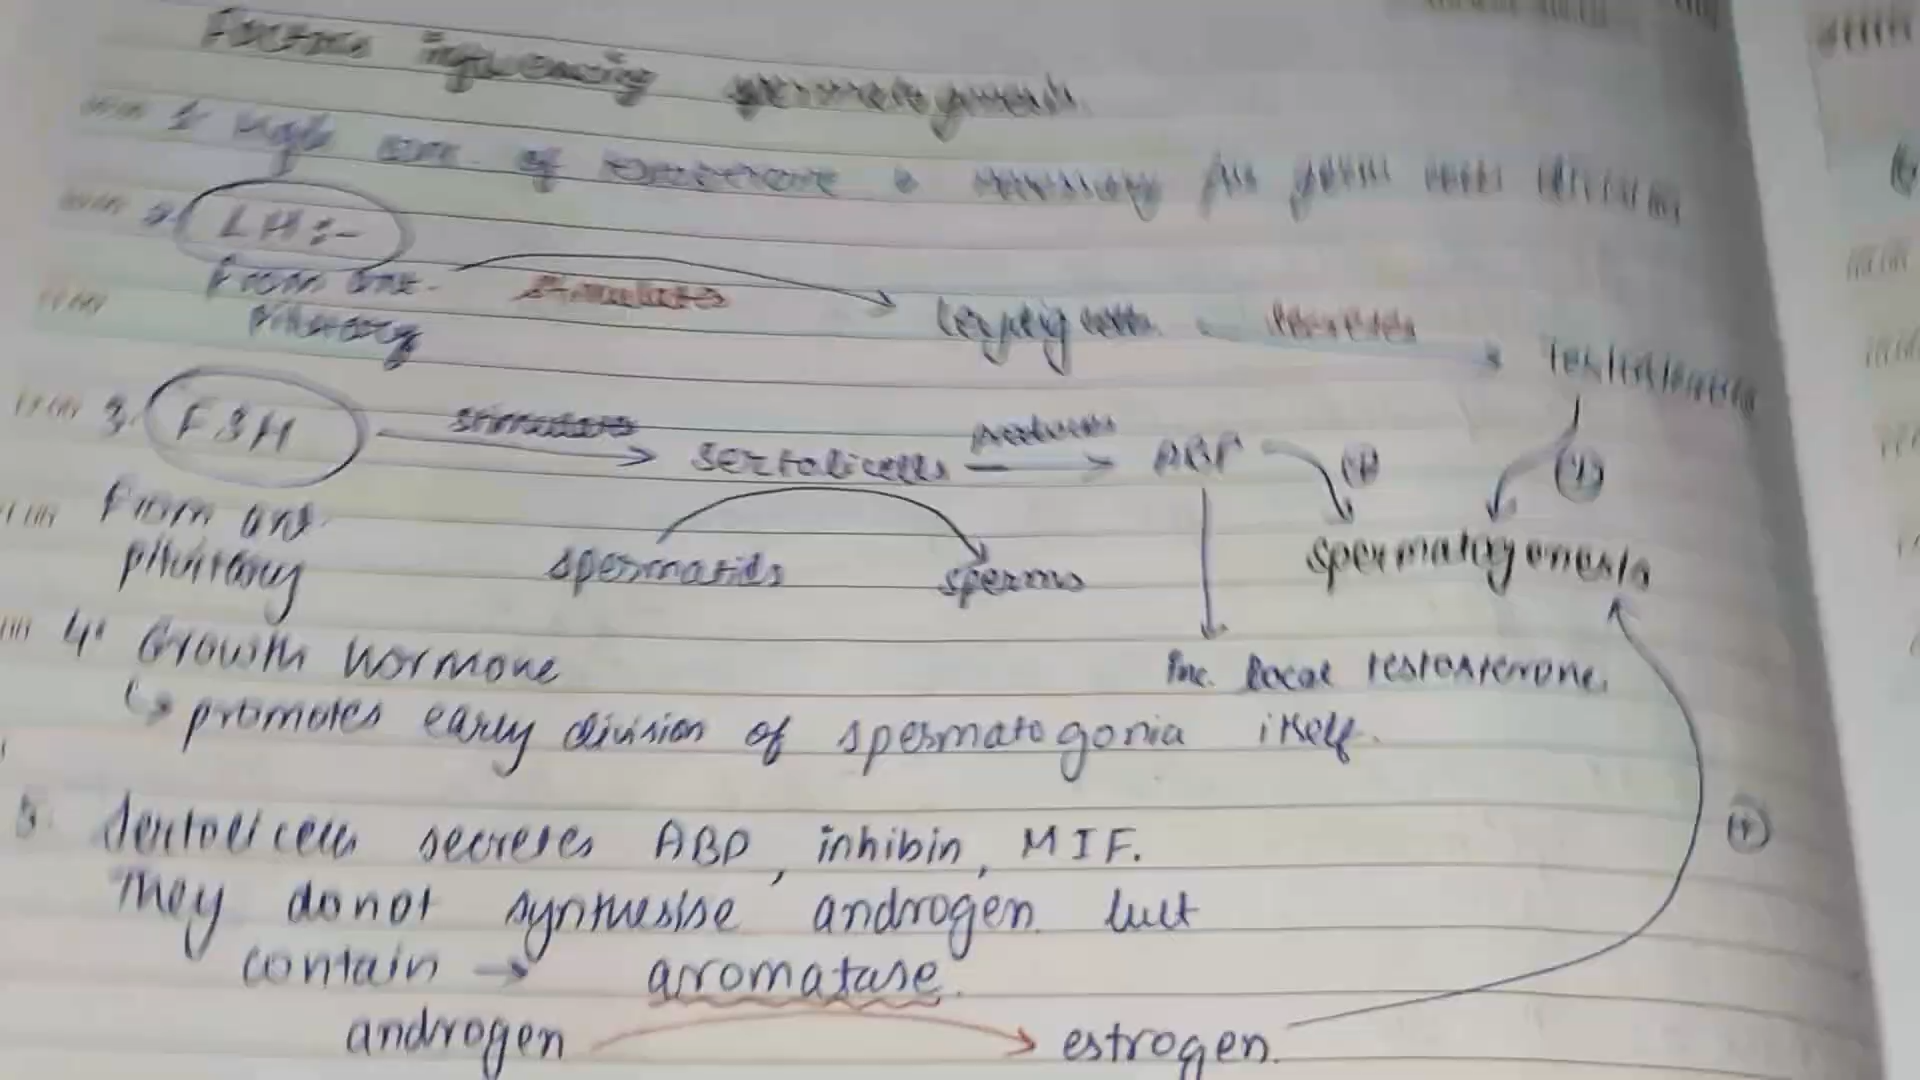 Factors influencing spermatogenesis
1. High conc. of testosterone is necessary for germ cells
2. LH :-
From ant. pituitary stimulates Leydig cells secretes Testosterone
3. FSH stimulates sertoli cells produces ABP (+) (+)
From ant. pituitary
spermatids sperms spermatogenesis
4. Growth Hormone
inc. local testosterone.
↳ promotes early division of spermatogonia itself.
5. Sertoli cells secretes ABP, inhibin, MIF.
They donot synthesise androgen but
contain → arromatase.
(+)
androgen → estrogen.